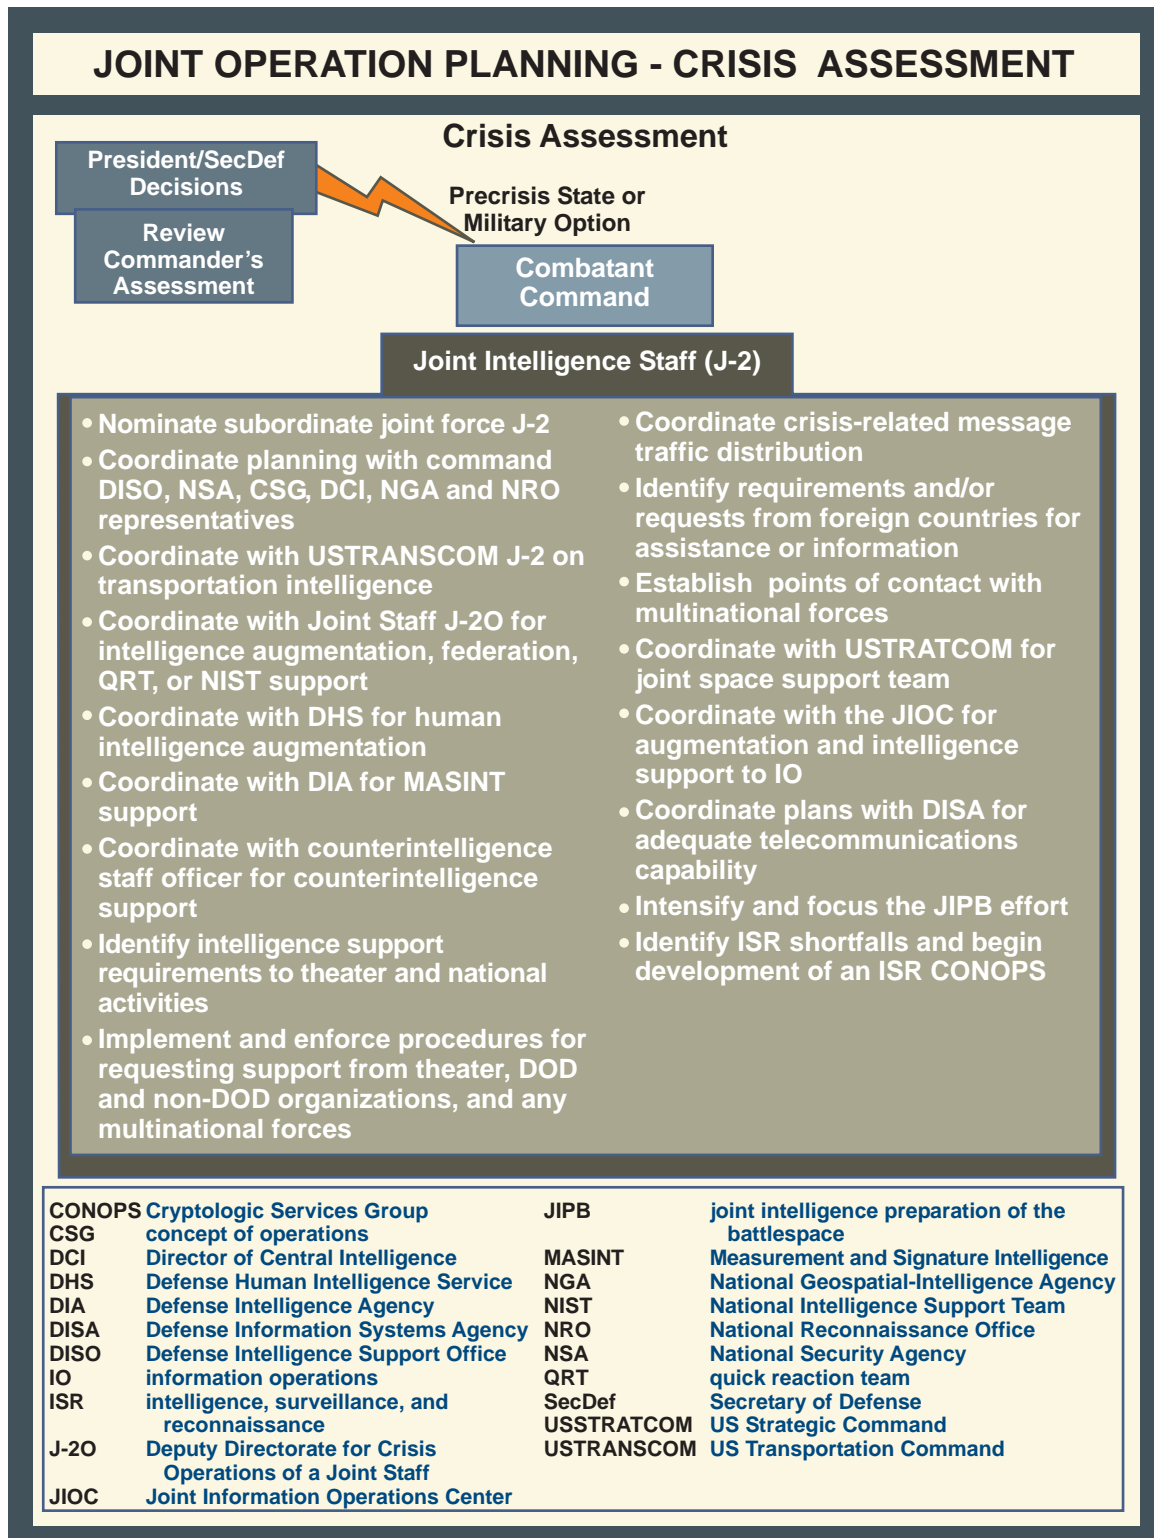 JOINT OPERATION PLANNING - CRISIS ASSESSMENT
Crisis Assessment
President/SecDef
Decisions
Review
Commander's
Assessment
Precrisis State or
Military Option
Combatant
Command
Joint Intelligence Staff (J-2)
• Nominate subordinate joint force J-2
• Coordinate planning with command
DISO, NSA, CSG, DCI, NGA and NRO
representatives
• Coordinate with USTRANSCOM J-2 on
transportation intelligence
• Coordinate with Joint Staff J-2O for
intelligence augmentation, federation,
QRT, or NIST support
• Coordinate with DHS for human
intelligence augmentation
• Coordinate with DIA for MASINT
support
• Coordinate with counterintelligence
staff officer for counterintelligence
support
• Identify intelligence support
requirements to theater and national
activities
• Implement and enforce procedures for
requesting support from theater, DOD
and non-DOD organizations, and any
multinational forces
• Coordinate crisis-related message
traffic distribution
• Identify requirements and/or
requests from foreign countries for
assistance or information
• Establish points of contact with
multinational forces
• Coordinate with USTRATCOM for
joint space support team
• Coordinate with the JIOC for
augmentation and intelligence
support to IO
• Coordinate plans with DISA for
adequate telecommunications
capability
• Intensify and focus the JIPB effort
• Identify ISR shortfalls and begin
development of an ISR CONOPS
CONOPS Cryptologic Services Group
CSG concept of operations
DCI Director of Central Intelligence
DHS Defense Human Intelligence Service
DIA Defense Intelligence Agency
DISA Defense Information Systems Agency
DISO Defense Intelligence Support Office
IO information operations
ISR intelligence, surveillance, and
reconnaissance
J-2O Deputy Directorate for Crisis
Operations of a Joint Staff
JIOC Joint Information Operations Center
JIPB joint intelligence preparation of the
battlespace
MASINT Measurement and Signature Intelligence
NGA National Geospatial-Intelligence Agency
NIST National Intelligence Support Team
NRO National Reconnaissance Office
NSA National Security Agency
QRT quick reaction team
SecDef Secretary of Defense
USSTRATCOM US Strategic Command
USTRANSCOM US Transportation Command